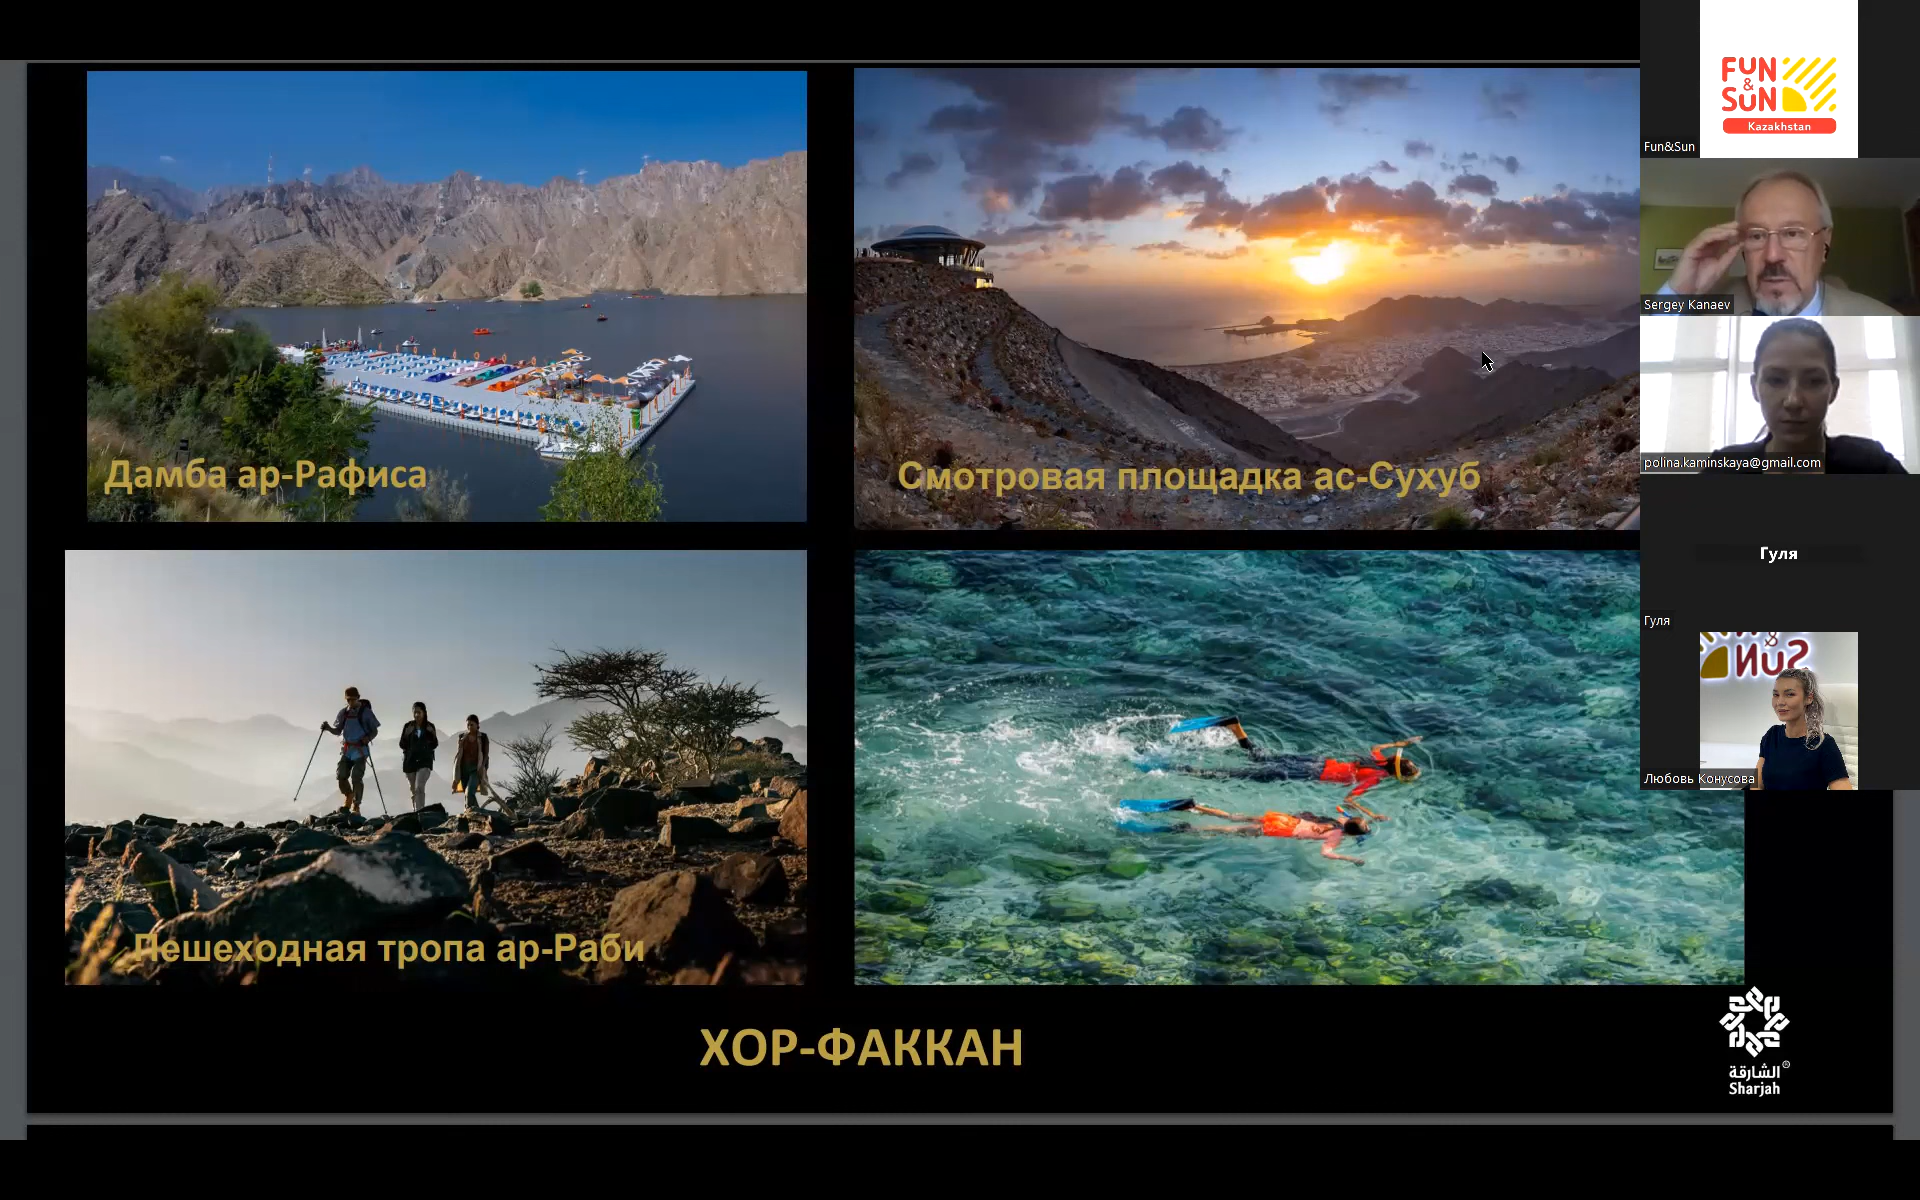 Дамба ар-Рафиса
Смотровая площадка ас-Сухуб
Пешеходная тропа ар-Раби
ХОР-ФАККАН
الشارقة
Sharjah
FUN
&
SUN
Kazakhstan
Fun&Sun
Sergey Kanaev
polina.kaminskaya@gmail.com
Гуля
Гуля
&
SUN
Любовь Конусова